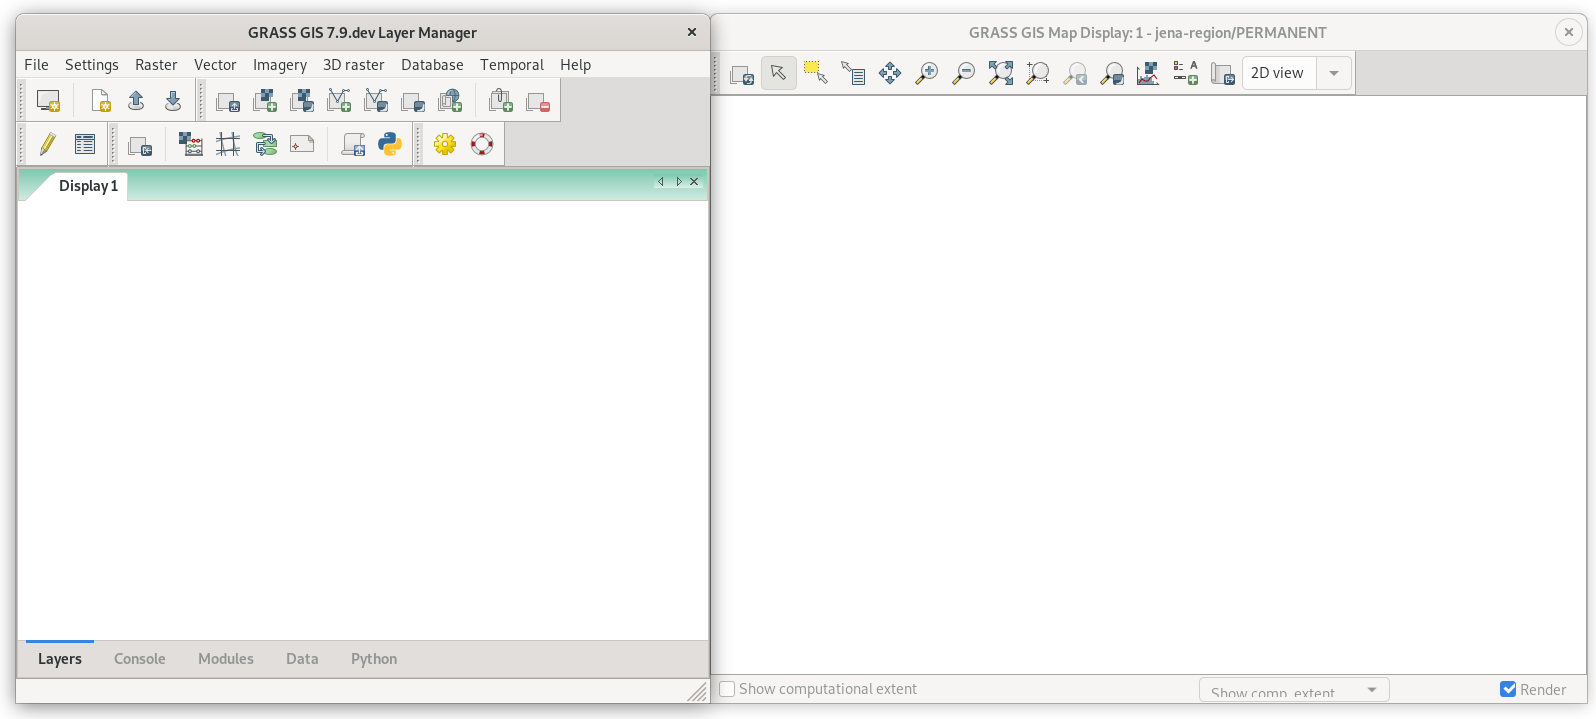 GRASS GIS 7.9.dev Layer Manager
File Settings Raster Vector Imagery 3D raster Database Temporal Help
Display 1
Layers Console Modules Data Python
GRASS GIS Map Display: 1 - jena-region/PERMANENT
A
2D view
Show computational extent
Show comp. extent
Render